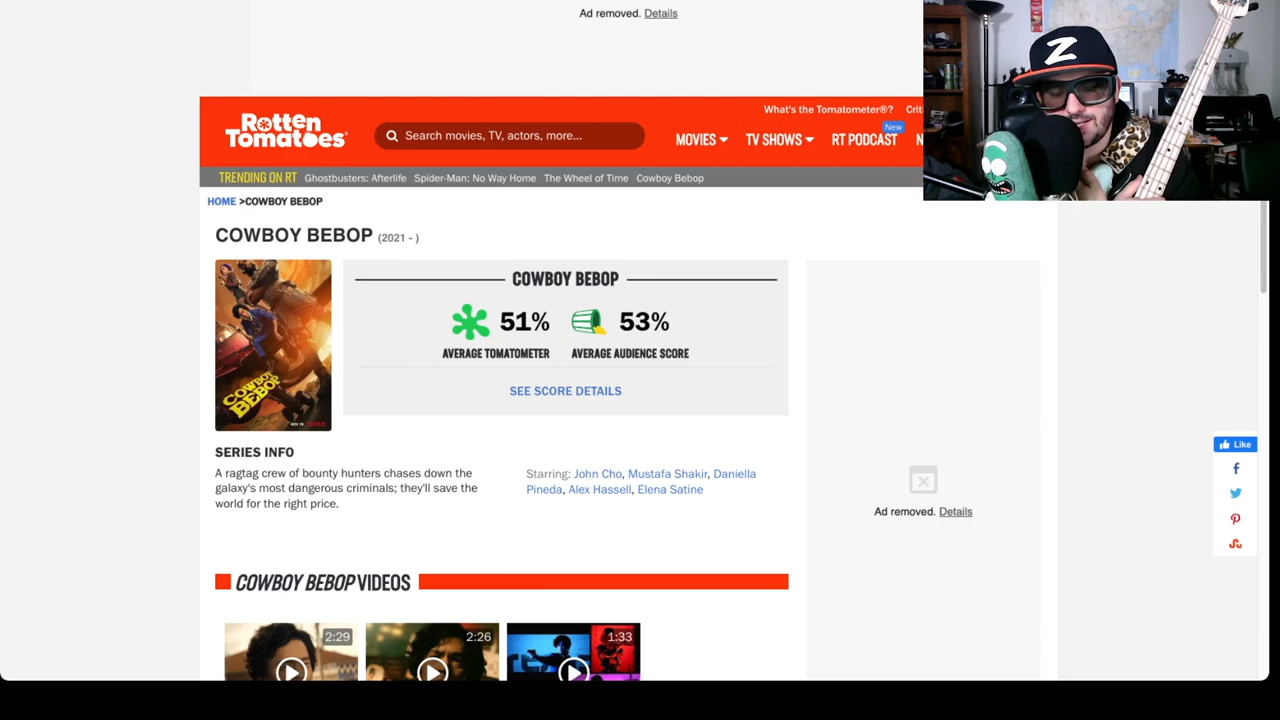 Ad removed. Details
Z
Rotten
Tomatoes
Search movies, TV, actors, more...
What's the Tomatometer®? Crit
New
MOVIES TV SHOWS RT PODCAST N
TRENDING ON RT Ghostbusters: Afterlife Spider-Man: No Way Home The Wheel of Time Cowboy Bebop
HOME >COWBOY BEBOP
COWBOY BEBOP (2021 - )
COWBOY BEBOP
51% 53%
AVERAGE TOMATOMETER AVERAGE AUDIENCE SCORE
SEE SCORE DETAILS
COWBOY
BEBOP
SERIES INFO
A ragtag crew of bounty hunters chases down the
galaxy's most dangerous criminals; they'll save the
world for the right price.
Starring: John Cho, Mustafa Shakir, Daniella
Pineda, Alex Hassell, Elena Satine
Ad removed. Details
Like
COWBOY BEBOP VIDEOS
2:29 2:26 1:33